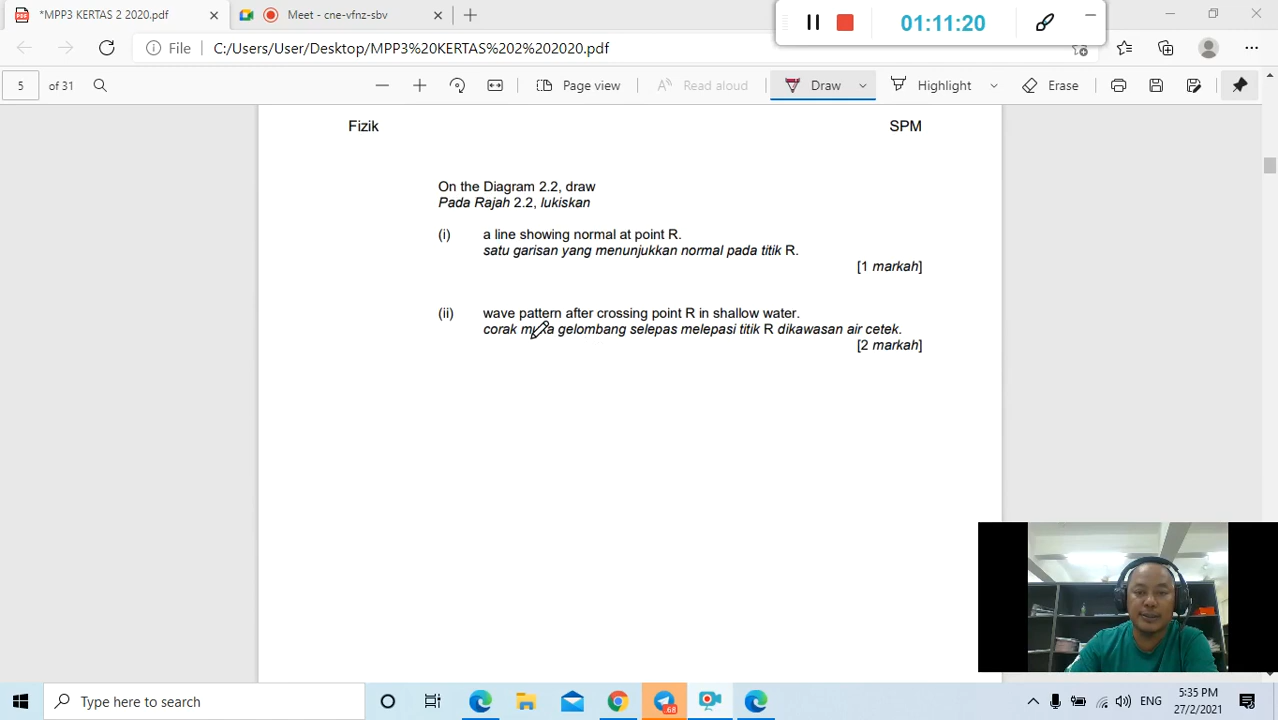 *MPP3 KERTAS 2 2020.pdf
Meet - cne-vfnz-sbv
01:11:20
File
C:/Users/User/Desktop/MPP3%20KERTAS%202%202020.pdf
5 of 31
Page view
Read aloud
Draw
Highlight
Erase
Fizik
SPM
On the Diagram 2.2, draw
Pada Rajah 2.2, lukiskan
(i) a line showing normal at point R.
satu garisan yang menunjukkan normal pada titik R.
[1 markah]
(ii) wave pattern after crossing point R in shallow water.
corak muka gelombang selepas melepasi titik R dikawasan air cetek.
[2 markah]
Type here to search
68
ENG
5:35 PM
27/2/2021